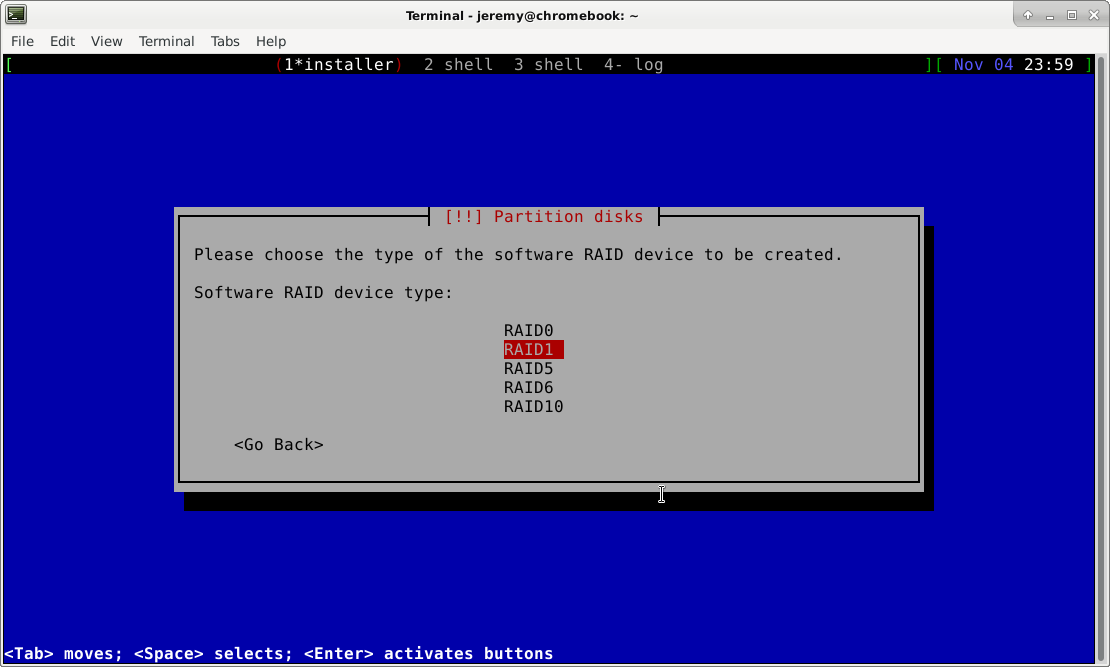 Terminal - jeremy@chromebook: ~
File Edit View Terminal Tabs Help
[ (1*installer) 2 shell 3 shell 4- log ][ Nov 04 23:59 ]
[!!] Partition disks
Please choose the type of the software RAID device to be created.
Software RAID device type:
RAID0
RAID1
RAID5
RAID6
RAID10
<Go Back>
<Tab> moves; <Space> selects; <Enter> activates buttons